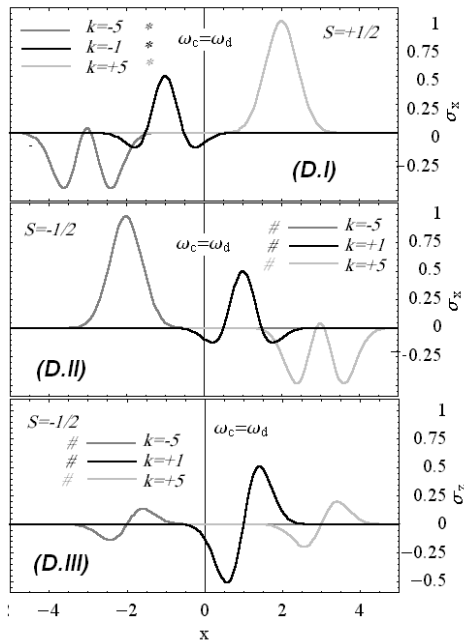 k=-5 *
k=-1 *
k=+5 *
ω_c=ω_d
S=+1/2
1
0.75
0.5
0.25
0
-0.25
σ_x
(D.I)
S=-1/2
ω_c=ω_d
# k=-5
# k=+1
# k=+5
1
0.75
0.5
0.25
0
-0.25
σ_x
(D.II)
S=-1/2
ω_c=ω_d
# k=-5
# k=+1
# k=+5
1
0.75
0.5
0.25
0
-0.25
-0.5
σ_z
(D.III)
5 −4 −2 0 2 4
x